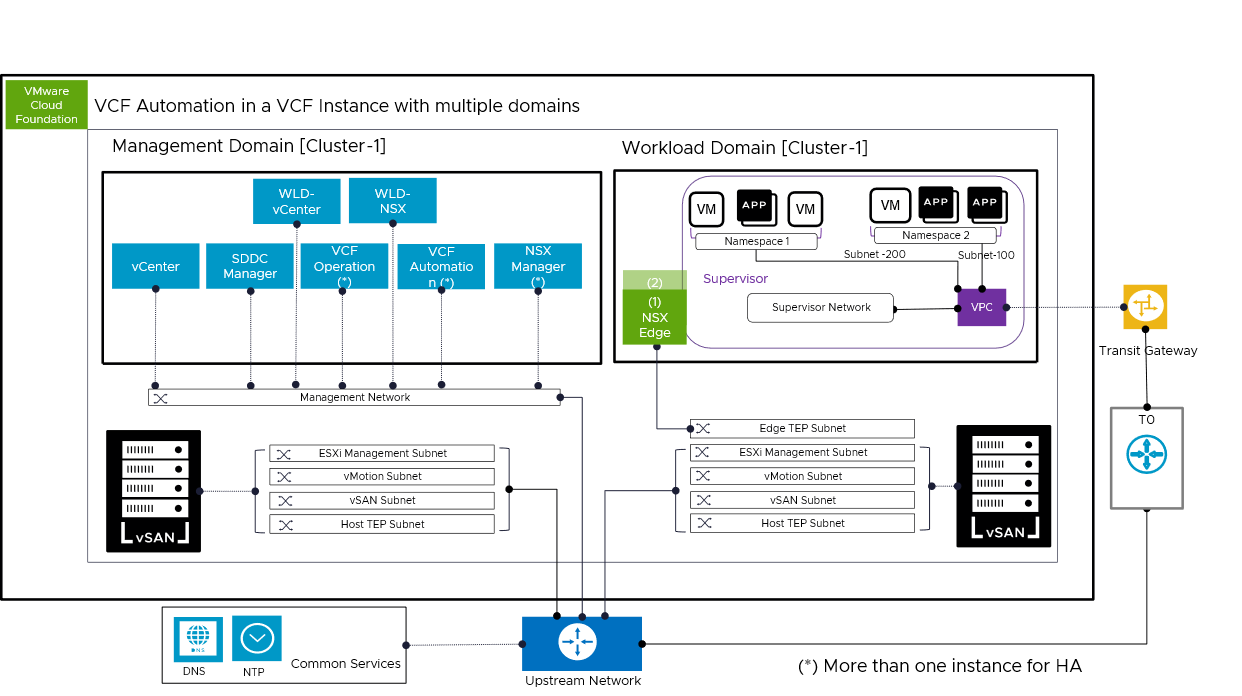 VMware
Cloud
Foundation
VCF Automation in a VCF Instance with multiple domains
Management Domain [Cluster-1]
Workload Domain [Cluster-1]
WLD-
vCenter
WLD-
NSX
vCenter
SDDC
Manager
VCF
Operation
(*)
VCF
Automatio
n (*)
NSX
Manager
(*)
VM
APP
VM
Namespace 1
VM
APP
APP
Namespace 2
Subnet -200
Subnet-100
Supervisor
(2)
(1)
NSX
Edge
Supervisor Network
VPC
Transit Gateway
T0
Management Network
Edge TEP Subnet
ESXi Management Subnet
vMotion Subnet
vSAN Subnet
Host TEP Subnet
vSAN
ESXi Management Subnet
vMotion Subnet
vSAN Subnet
Host TEP Subnet
vSAN
DNS
DNS
NTP
Common Services
Upstream Network
(*) More than one instance for HA